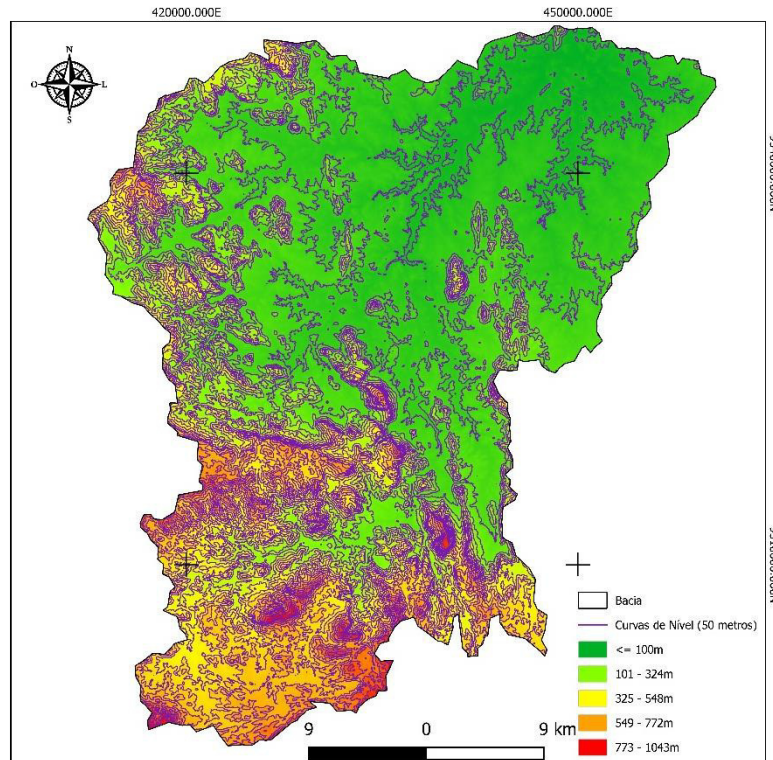 420000.000E
450000.000E
N
O
L
S
Bacia
Curvas de Nível (50 metros)
<= 100m
101 - 324m
325 - 548m
549 - 772m
773 - 1043m
9
0
9 km